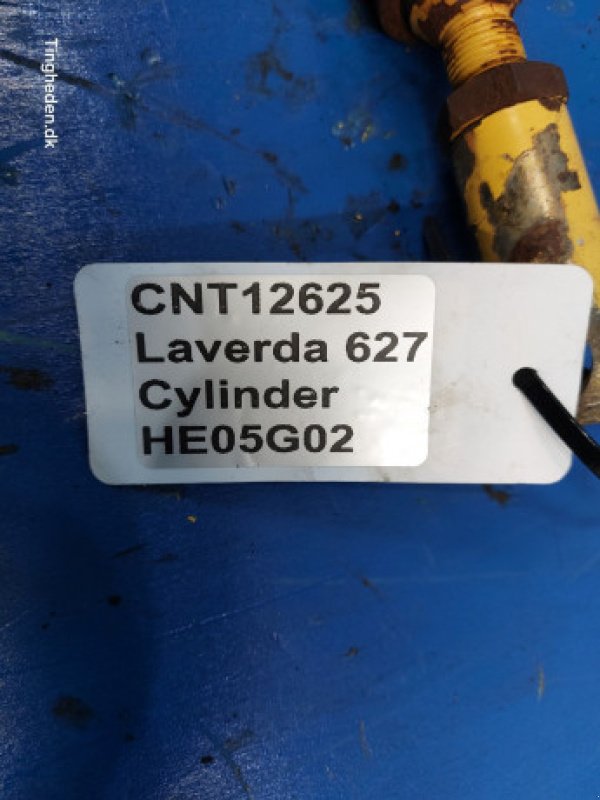 Tingheden.dk
CNT12625
Laverda 627
Cylinder
HE05G02